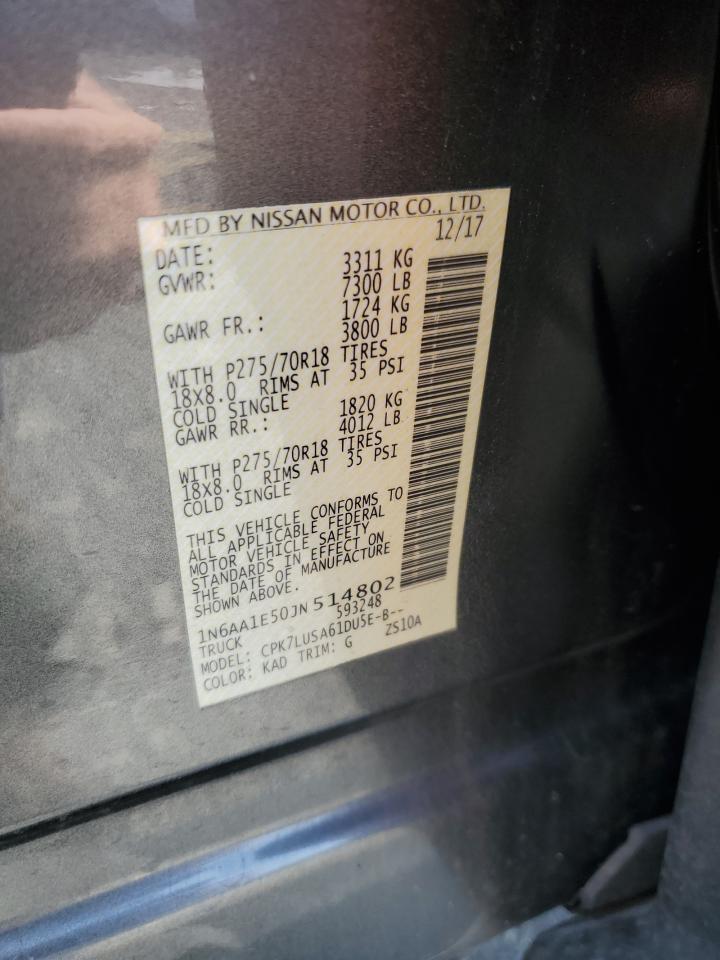 MFD BY NISSAN MOTOR CO., LTD.
DATE: 12/17
GVWR: 3311 KG
7300 LB
GAWR FR.: 1724 KG
3800 LB
WITH P275/70R18 TIRES
18X8.0 RIMS AT 35 PSI
COLD SINGLE
GAWR RR.: 1820 KG
4012 LB
WITH P275/70R18 TIRES
18X8.0 RIMS AT 35 PSI
COLD SINGLE
THIS VEHICLE CONFORMS TO
ALL APPLICABLE FEDERAL
MOTOR VEHICLE SAFETY
STANDARDS IN EFFECT ON
THE DATE OF MANUFACTURE
SHOWN ABOVE.
1N6AA1E50JN514802
TRUCK 593248
MODEL: CPK7LUSA61DU5E-B--
COLOR: KAD TRIM: G ZS10A